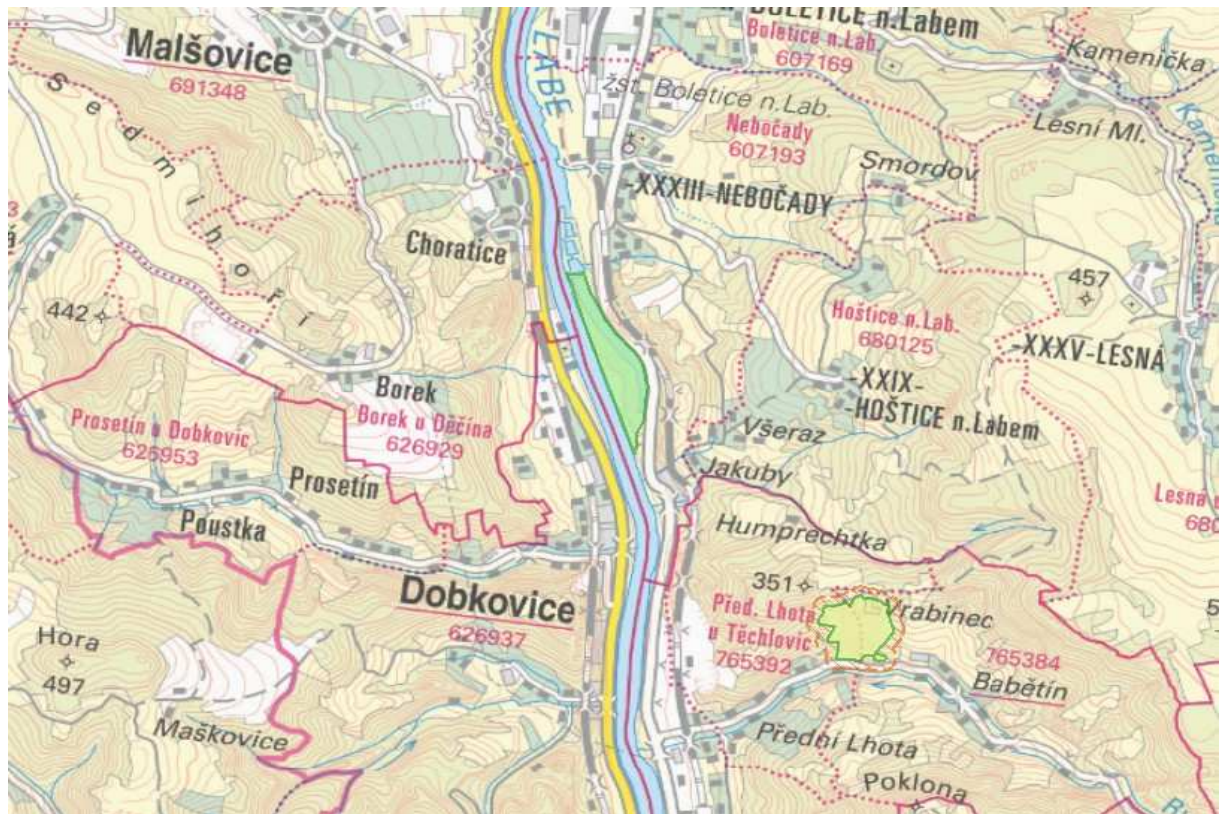 BOLETICE n.Labem
Boletice n.Lab.
607169
Kamenička
Malšovice
691348
LABE
žst. Boletice n.Lab.
Nebočady
607193
Lesní Ml.
Sedmihoří
Smordov
-XXXIII-NEBOČADY
Choratice
457
442
Hoštice n.Lab.
680125
-XXXV-LESNÁ
-XXIX-
-HOŠTICE n.Labem
Borek
Borek u Děčína
626929
Prosetín u Dobkovic
625953
Všeraz
Jakuby
Prosetín
Poustka
Humprechtka
Lesná
680
351
Dobkovice
626937
Vrabinec
Před. Lhota
u Těchlovic
765392
765384
Babětín
Hora
497
Maškovice
Přední Lhota
Poklona